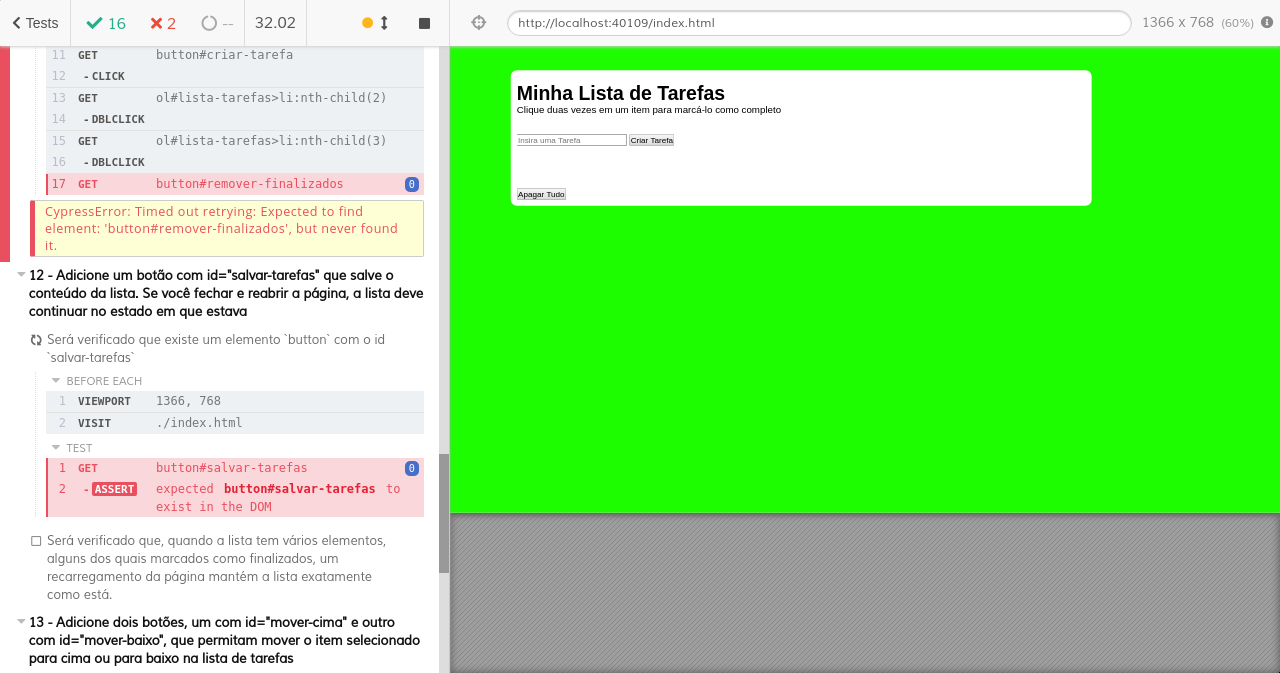 Tests
16
2
--
32.02
http://localhost:40109/index.html
1366 x 768 (60%)
11 GET button#criar-tarefa
12 - CLICK
13 GET ol#lista-tarefas>li:nth-child(2)
14 - DBLCLICK
15 GET ol#lista-tarefas>li:nth-child(3)
16 - DBLCLICK
17 GET button#remover-finalizados 0
CypressError: Timed out retrying: Expected to find
element: 'button#remover-finalizados', but never found
it.
12 - Adicione um botão com id="salvar-tarefas" que salve o
conteúdo da lista. Se você fechar e reabrir a página, a lista deve
continuar no estado em que estava
Será verificado que existe um elemento `button` com o id
`salvar-tarefas`
BEFORE EACH
1 VIEWPORT 1366, 768
2 VISIT ./index.html
TEST
1 GET button#salvar-tarefas 0
2 - ASSERT expected button#salvar-tarefas to
exist in the DOM
Será verificado que, quando a lista tem vários elementos,
alguns dos quais marcados como finalizados, um
recarregamento da página mantém a lista exatamente
como está.
13 - Adicione dois botões, um com id="mover-cima" e outro
com id="mover-baixo", que permitam mover o item selecionado
para cima ou para baixo na lista de tarefas
Minha Lista de Tarefas
Clique duas vezes em um item para marcá-lo como completo
Insira uma Tarefa Criar Tarefa
Apagar Tudo